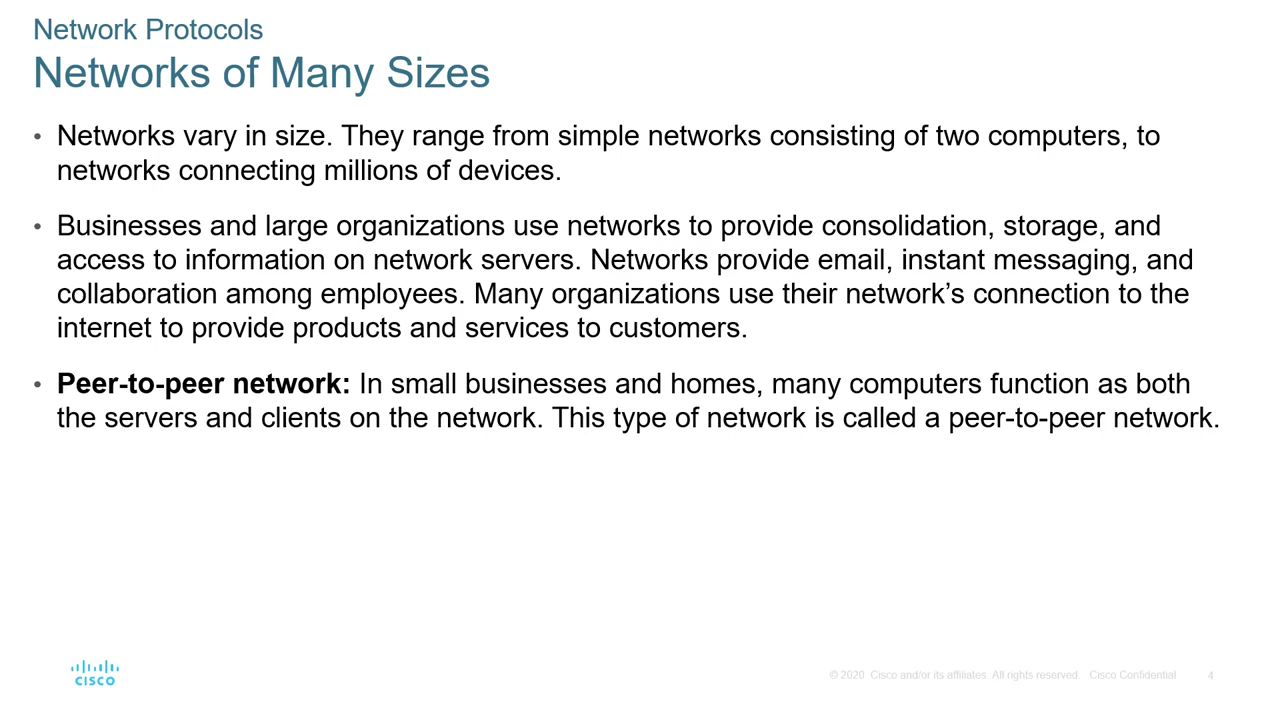 Network Protocols
Networks of Many Sizes
• Networks vary in size. They range from simple networks consisting of two computers, to
networks connecting millions of devices.
• Businesses and large organizations use networks to provide consolidation, storage, and
access to information on network servers. Networks provide email, instant messaging, and
collaboration among employees. Many organizations use their network’s connection to the
internet to provide products and services to customers.
• Peer-to-peer network: In small businesses and homes, many computers function as both
the servers and clients on the network. This type of network is called a peer-to-peer network.
CISCO
© 2020 Cisco and/or its affiliates. All rights reserved. Cisco Confidential 4